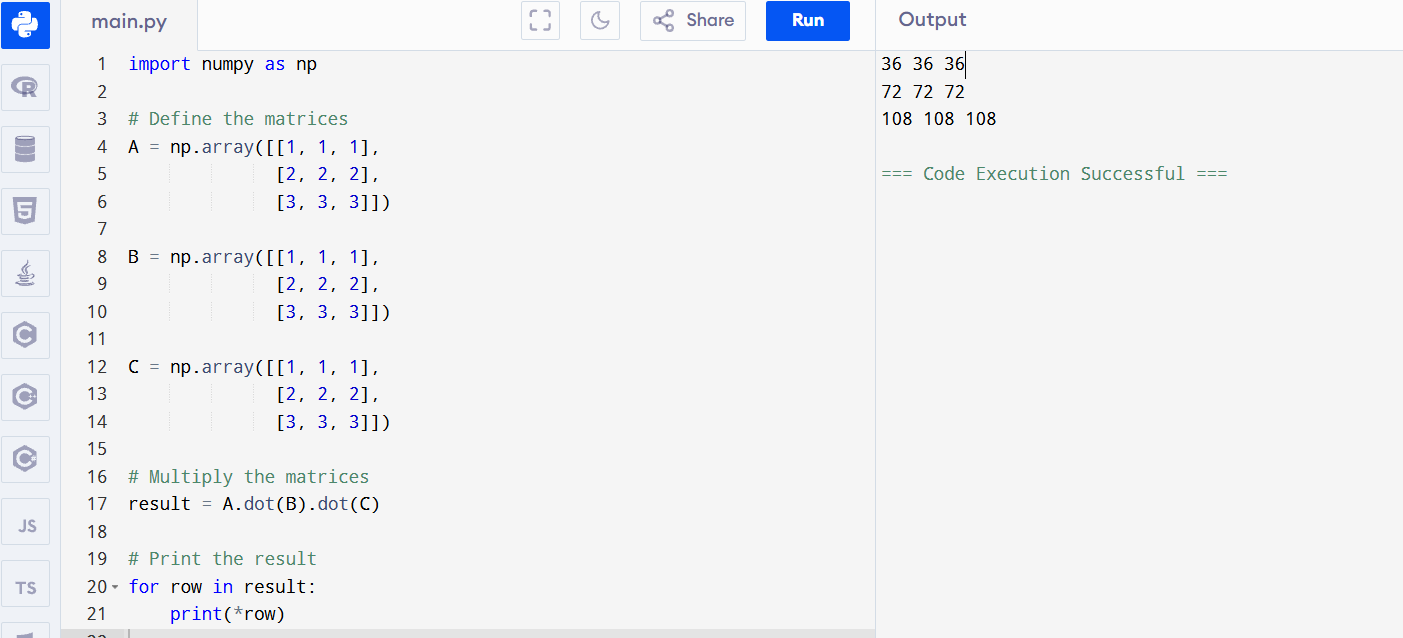 main.py
Share
Run
Output
1 import numpy as np
2
3 # Define the matrices
4 A = np.array([[1, 1, 1],
5 [2, 2, 2],
6 [3, 3, 3]])
7
8 B = np.array([[1, 1, 1],
9 [2, 2, 2],
10 [3, 3, 3]])
11
12 C = np.array([[1, 1, 1],
13 [2, 2, 2],
14 [3, 3, 3]])
15
16 # Multiply the matrices
17 result = A.dot(B).dot(C)
18
19 # Print the result
20 for row in result:
21 print(*row)
36 36 36
72 72 72
108 108 108
=== Code Execution Successful ===
R
5
C
C++
C
JS
TS